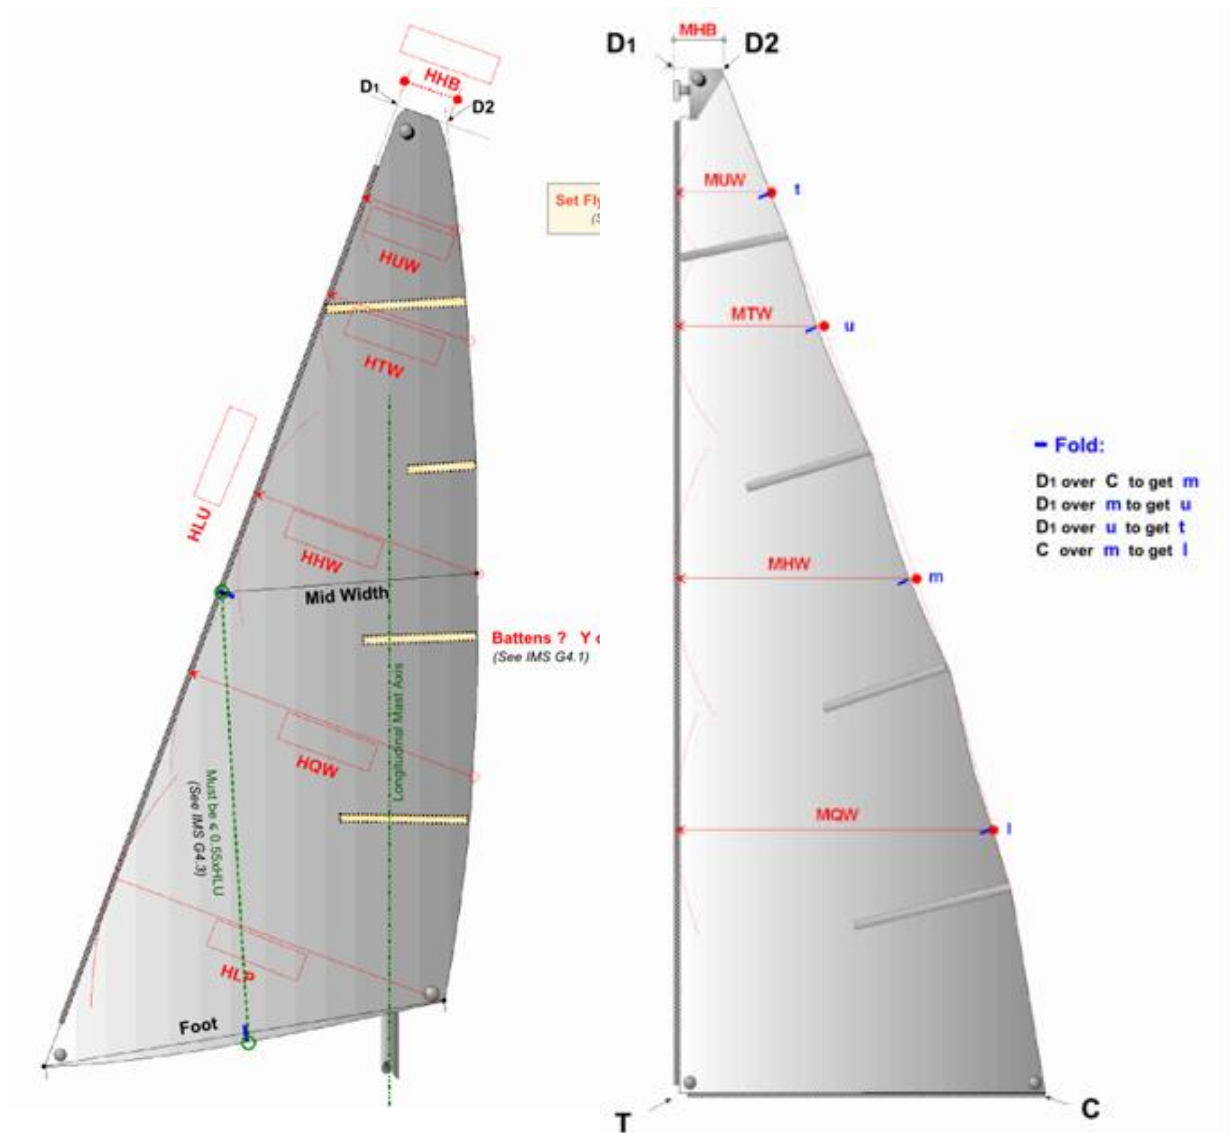 HHB
D1
D2
HUW
HTW
HLU
HHW
Mid Width
Battens ? Y
(See IMS G4.1)
Longitudinal Mast Axis
HQW
Must be ≤ 0.55xHLU
(See IMS G4.3)
HLP
Foot
Set Fly
(S
D1
MHB
D2
MUW
t
MTW
u
MHW
m
MQW
l
T
C
– Fold:
D1 over C to get m
D1 over m to get u
D1 over u to get t
C over m to get l